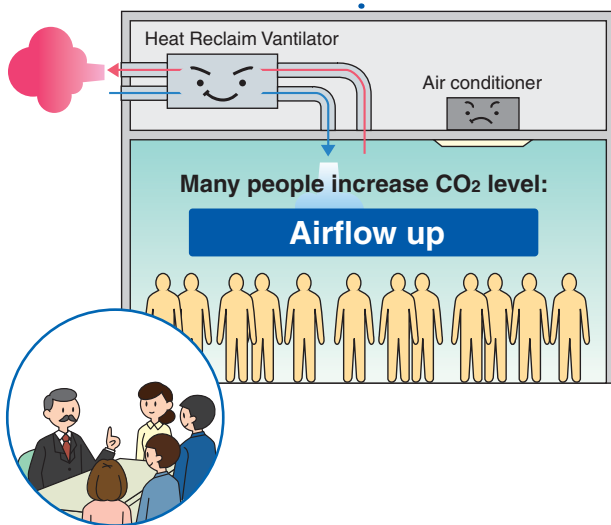 Heat Reclaim Vantilator
Air conditioner
Many people increase CO₂ level:
Airflow up